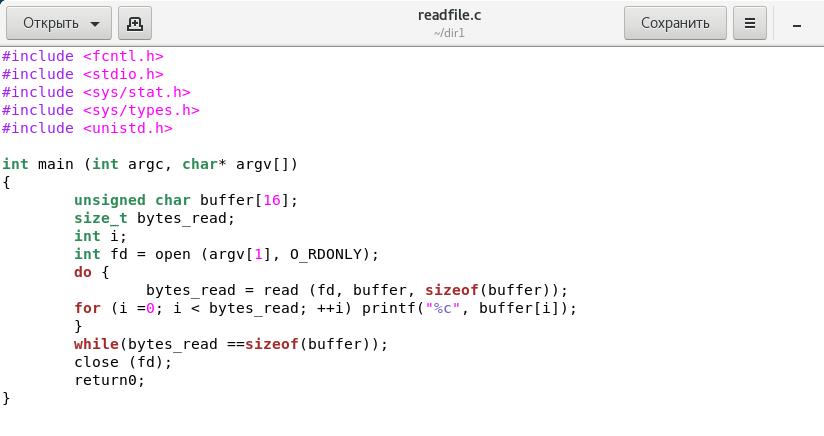 Открыть
readfile.c
~/dir1
Сохранить
#include <fcntl.h>
#include <stdio.h>
#include <sys/stat.h>
#include <sys/types.h>
#include <unistd.h>
int main (int argc, char* argv[])
{
unsigned char buffer[16];
size_t bytes_read;
int i;
int fd = open (argv[1], O_RDONLY);
do {
bytes_read = read (fd, buffer, sizeof(buffer));
for (i =0; i < bytes_read; ++i) printf("%c", buffer[i]);
}
while(bytes_read ==sizeof(buffer));
close (fd);
return0;
}